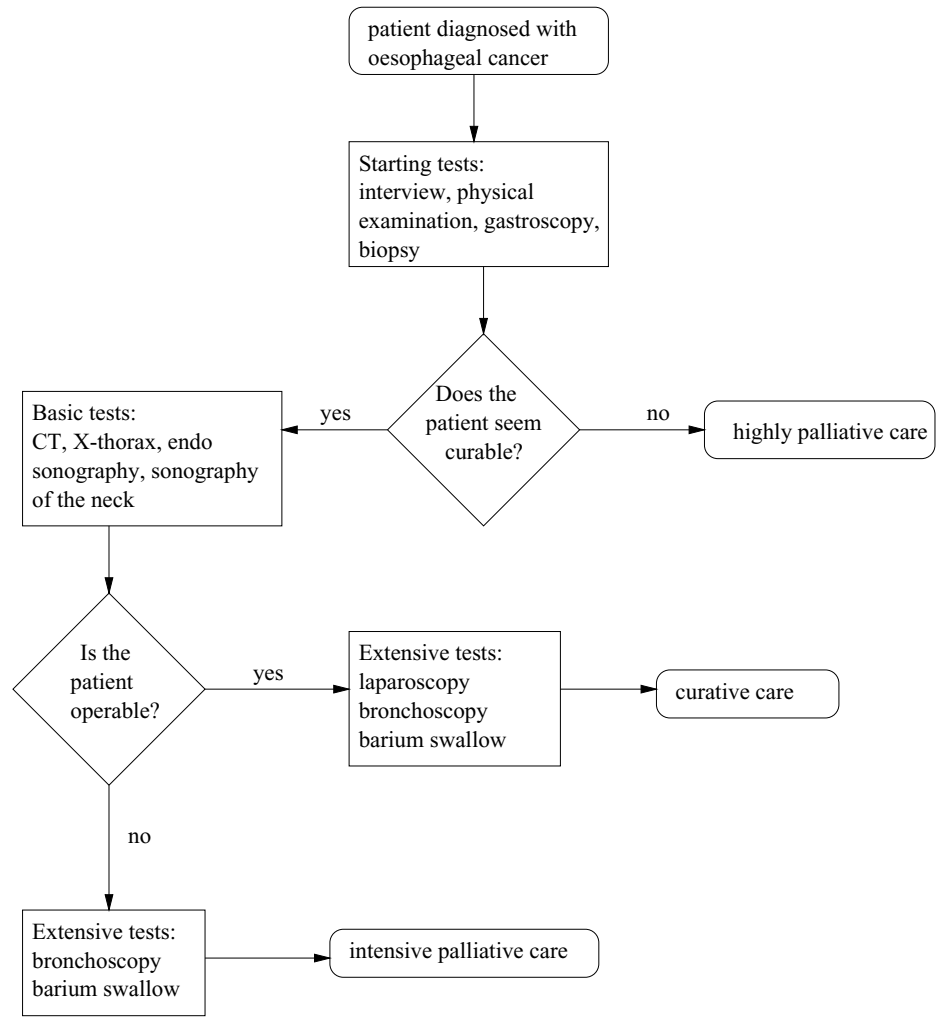 patient diagnosed with
oesophageal cancer
Starting tests:
interview, physical
examination, gastroscopy,
biopsy
Does the
patient seem
curable?
yes
no
Basic tests:
CT, X-thorax, endo
sonography, sonography
of the neck
highly palliative care
Is the
patient
operable?
yes
Extensive tests:
laparoscopy
bronchoscopy
barium swallow
curative care
no
Extensive tests:
bronchoscopy
barium swallow
intensive palliative care